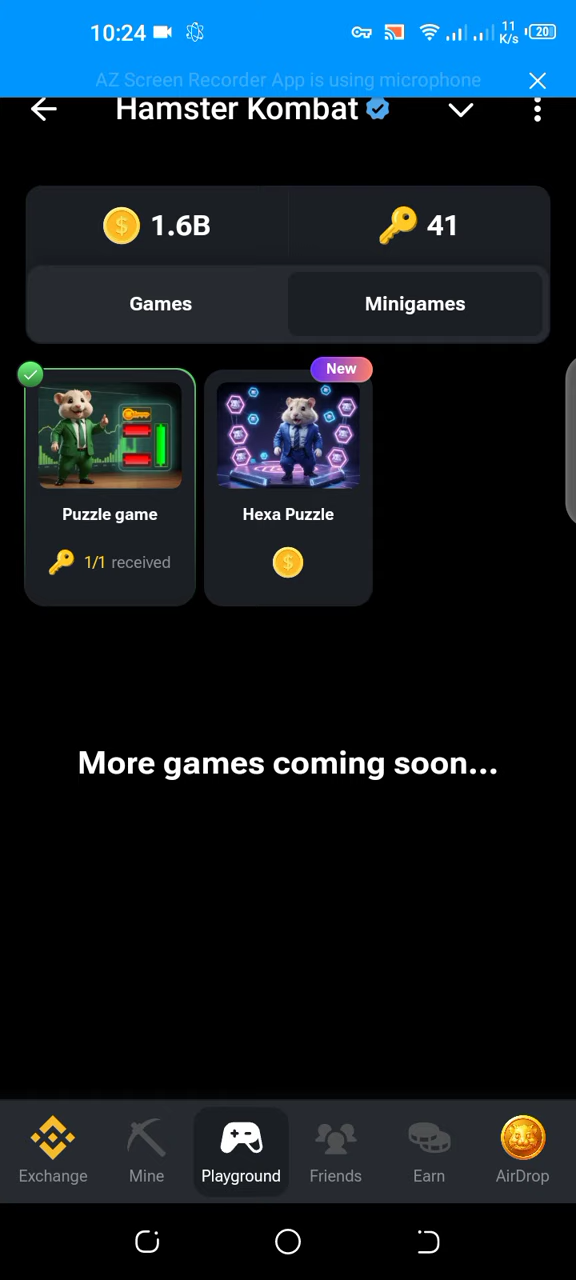 10:24
11
K/s
20
AZ Screen Recorder App is using microphone
Hamster Kombat
1.6B
41
Games
Minigames
New
Puzzle game
Hexa Puzzle
1/1 received
More games coming soon...
Exchange
Mine
Playground
Friends
Earn
AirDrop